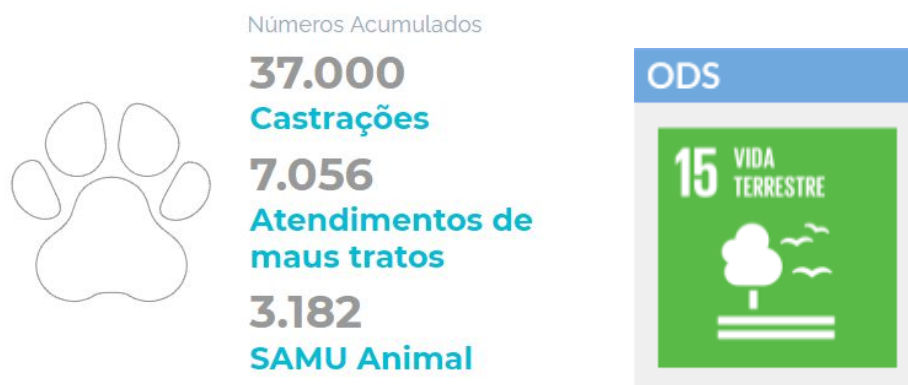 Números Acumulados
37.000
Castrações
7.056
Atendimentos de
maus tratos
3.182
SAMU Animal
ODS
15 VIDA
TERRESTRE